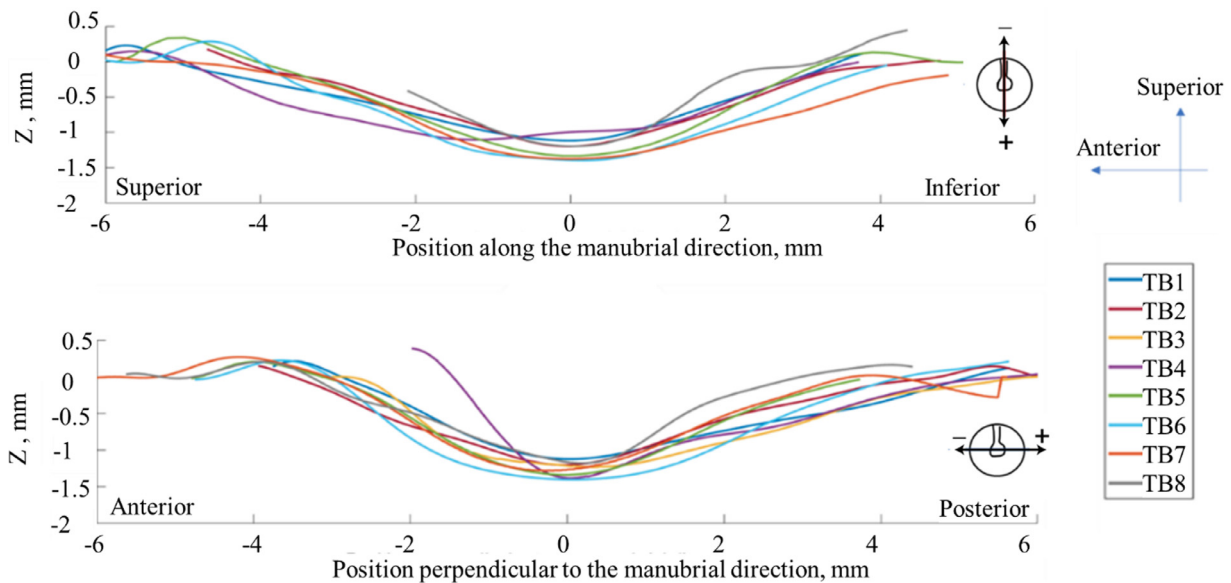 0.5
0
-0.5
-1
-1.5
-2
Z , mm
Superior
Inferior
−
+
-6
-4
-2
0
2
4
6
Position along the manubrial direction, mm
Superior
Anterior
0.5
0
-0.5
-1
-1.5
-2
Z , mm
Anterior
Posterior
−
+
-6
-4
-2
0
2
4
6
Position perpendicular to the manubrial direction, mm
TB1
TB2
TB3
TB4
TB5
TB6
TB7
TB8